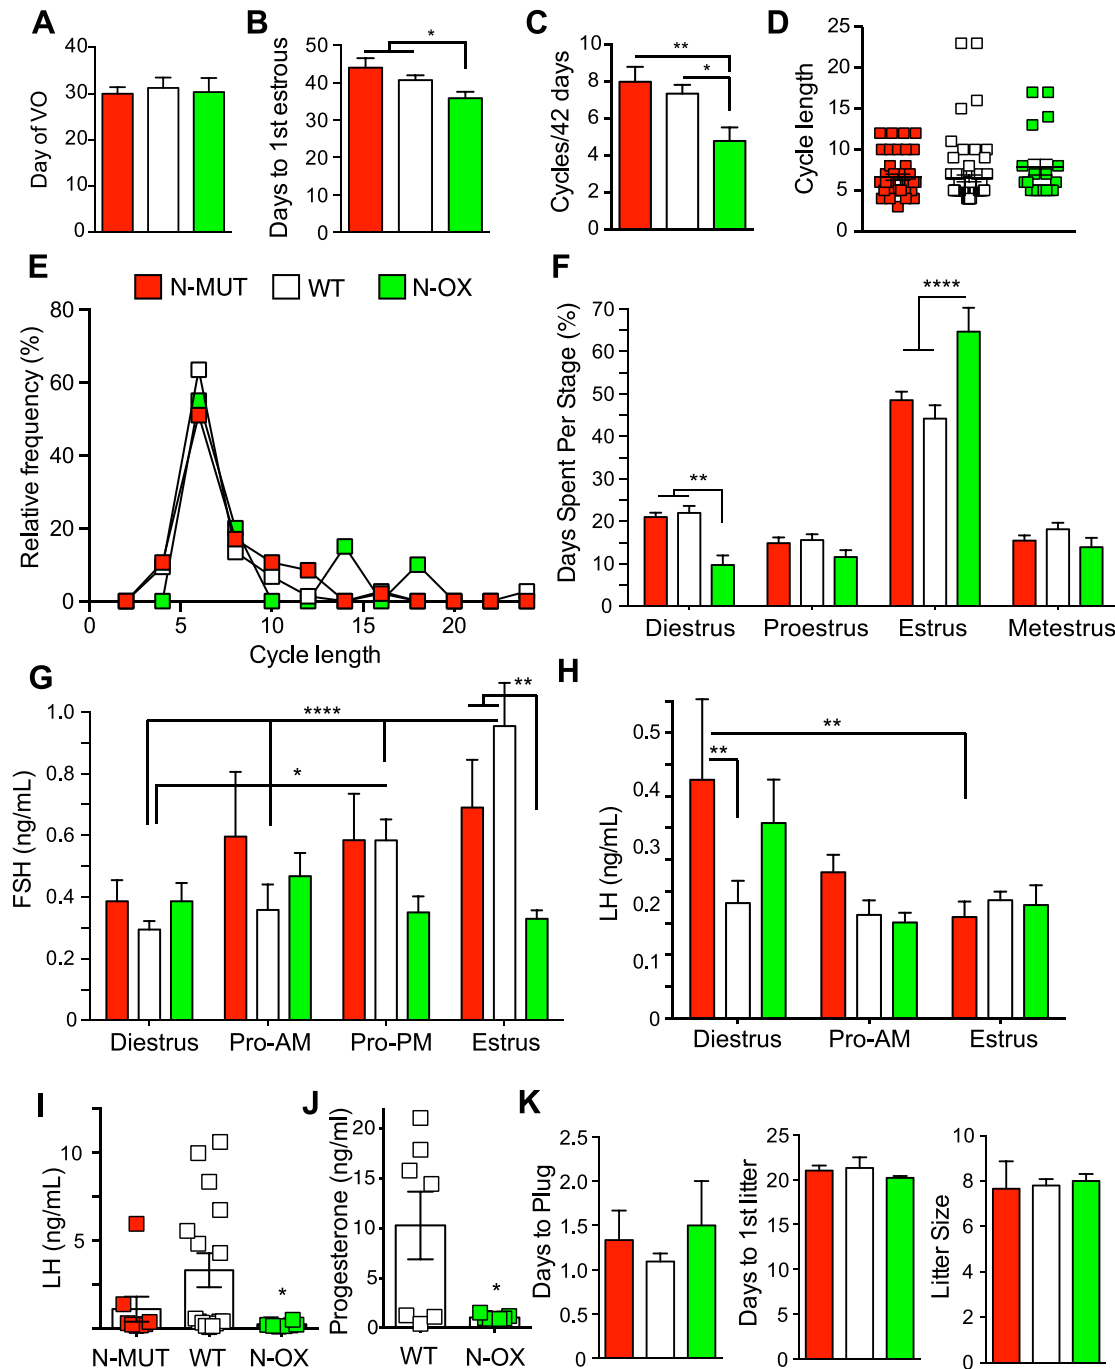 A
Day of VO
40
30
20
10
0
B
Days to 1st estrous
50
40
30
20
10
0
*
C
Cycles/42 days
10
8
6
4
2
0
**
*
D
Cycle length
25
20
15
10
5
0
E
N-MUT WT N-OX
Relative frequency (%)
80
60
40
20
0
0 5 10 15 20
Cycle length
F
Days Spent Per Stage (%)
70
60
50
40
30
20
10
0
**
****
Diestrus Proestrus Estrus Metestrus
G
FSH (ng/mL)
1.0
0.8
0.6
0.4
0.2
0
****
*
**
Diestrus Pro-AM Pro-PM Estrus
H
LH (ng/mL)
0.5
0.4
0.2
0.2
0.1
0
**
**
Diestrus Pro-AM Estrus
I
LH (ng/mL)
10
5
0
*
N-MUT WT N-OX
J
Progesterone (ng/ml)
20
15
10
5
0
*
WT N-OX
K
Days to Plug
2.5
2.0
1.5
1.0
0.5
0
Days to 1st litter
25
20
15
10
5
0
Litter Size
10
8
6
4
2
0